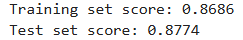 Training set score: 0.8686
Test set score: 0.8774